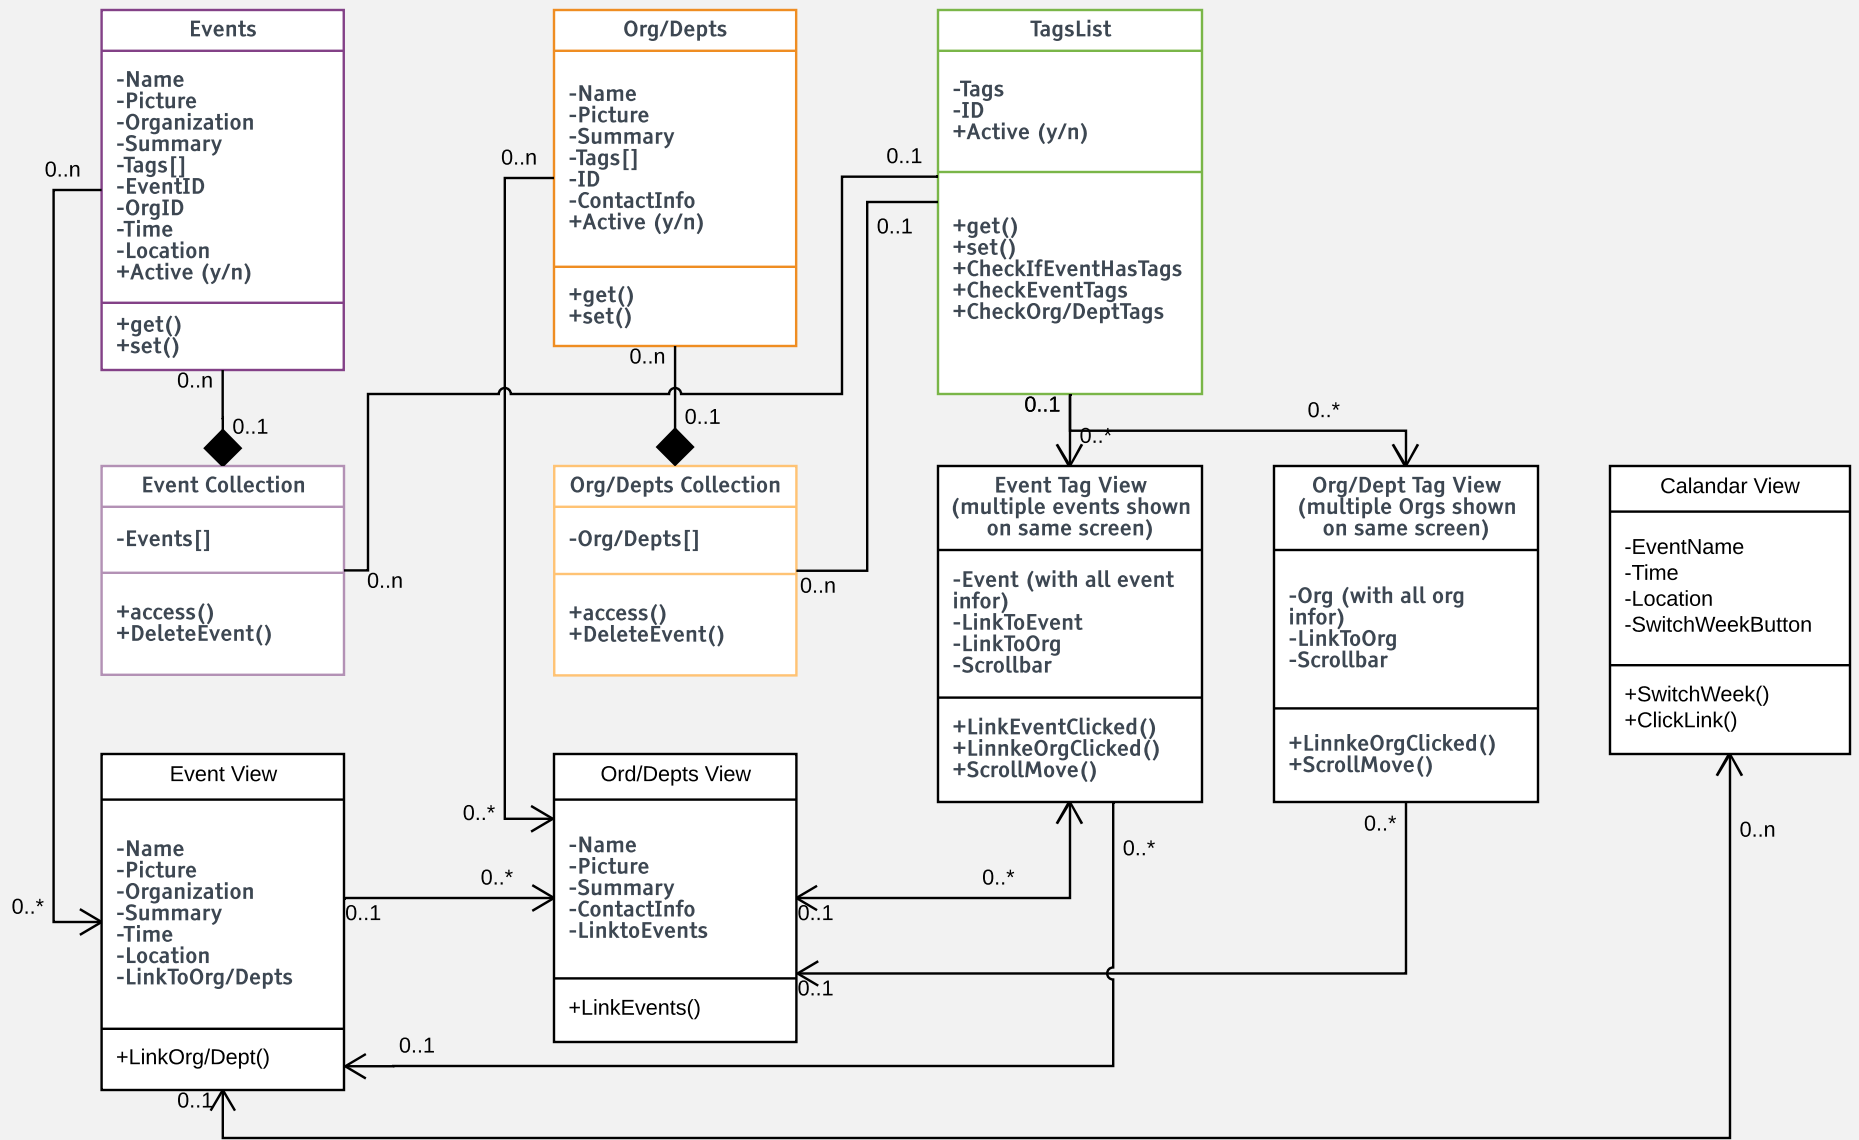 Events
-Name
-Picture
-Organization
-Summary
-Tags[]
-EventID
-OrgID
-Time
-Location
+Active (y/n)
+get()
+set()
0..n
0..n
0..1
Org/Depts
-Name
-Picture
-Summary
-Tags[]
-ID
-ContactInfo
+Active (y/n)
+get()
+set()
0..n
0..n
0..1
TagsList
-Tags
-ID
+Active (y/n)
+get()
+set()
+CheckIfEventHasTags
+CheckEventTags
+CheckOrg/DeptTags
0..1
0..1
0..1
0..*
0..*
Event Collection
-Events[]
+access()
+DeleteEvent()
0..n
Org/Depts Collection
-Org/Depts[]
+access()
+DeleteEvent()
0..n
Event Tag View
(multiple events shown
on same screen)
-Event (with all event
infor)
-LinkToEvent
-LinkToOrg
-Scrollbar
+LinkEventClicked()
+LinnkeOrgClicked()
+ScrollMove()
Org/Dept Tag View
(multiple Orgs shown
on same screen)
-Org (with all org
infor)
-LinkToOrg
-Scrollbar
+LinnkeOrgClicked()
+ScrollMove()
Calandar View
-EventName
-Time
-Location
-SwitchWeekButton
+SwitchWeek()
+ClickLink()
Event View
-Name
-Picture
-Organization
-Summary
-Time
-Location
-LinkToOrg/Depts
+LinkOrg/Dept()
0..*
0..1
0..1
0..1
Ord/Depts View
-Name
-Picture
-Summary
-ContactInfo
-LinktoEvents
+LinkEvents()
0..*
0..*
0..1
0..1
0..*
0..*
0..*
0..n